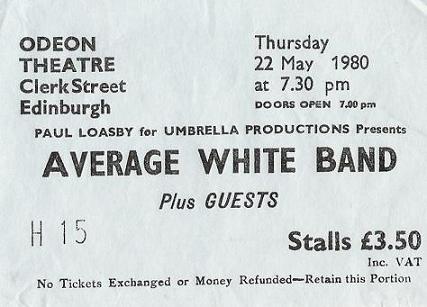 ODEON
THEATRE
Clerk Street
Edinburgh
Thursday
22 May 1980
at 7.30 pm
DOORS OPEN 7.00 pm
PAUL LOASBY for UMBRELLA PRODUCTIONS Presents
AVERAGE WHITE BAND
Plus GUESTS
H 15
Stalls £3.50
Inc. VAT
No Tickets Exchanged or Money Refunded—Retain this Portion